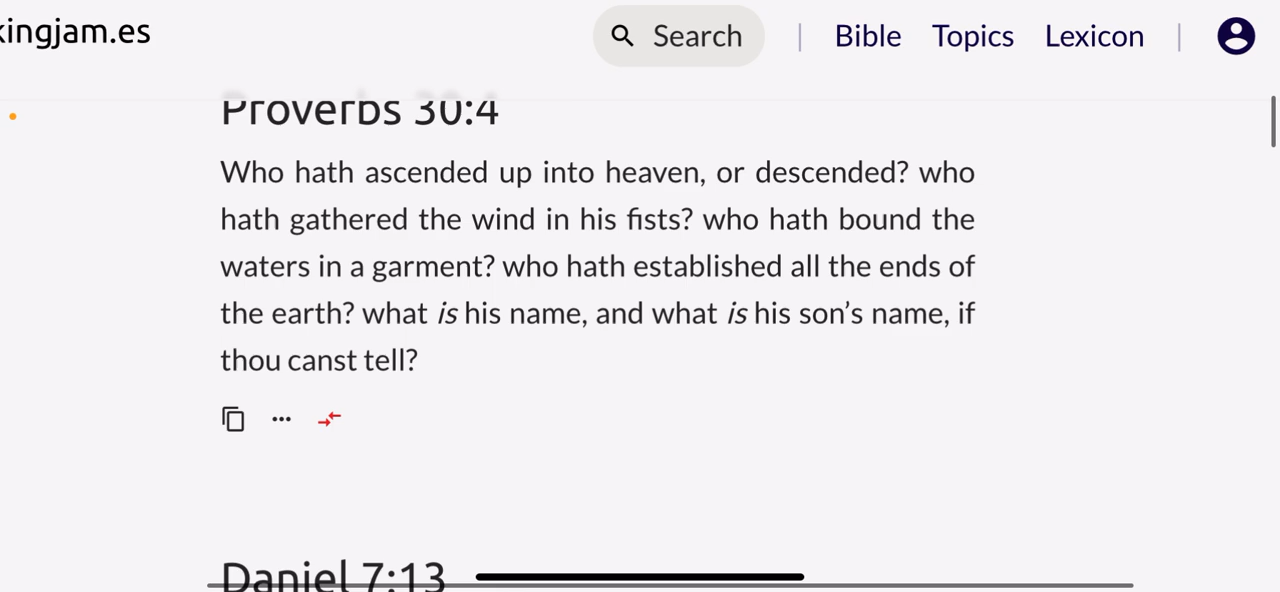 kingjam.es
Search | Bible Topics Lexicon |
Proverbs 30:4
Who hath ascended up into heaven, or descended? who
hath gathered the wind in his fists? who hath bound the
waters in a garment? who hath established all the ends of
the earth? what is his name, and what is his son’s name, if
thou canst tell?
Daniel 7:13